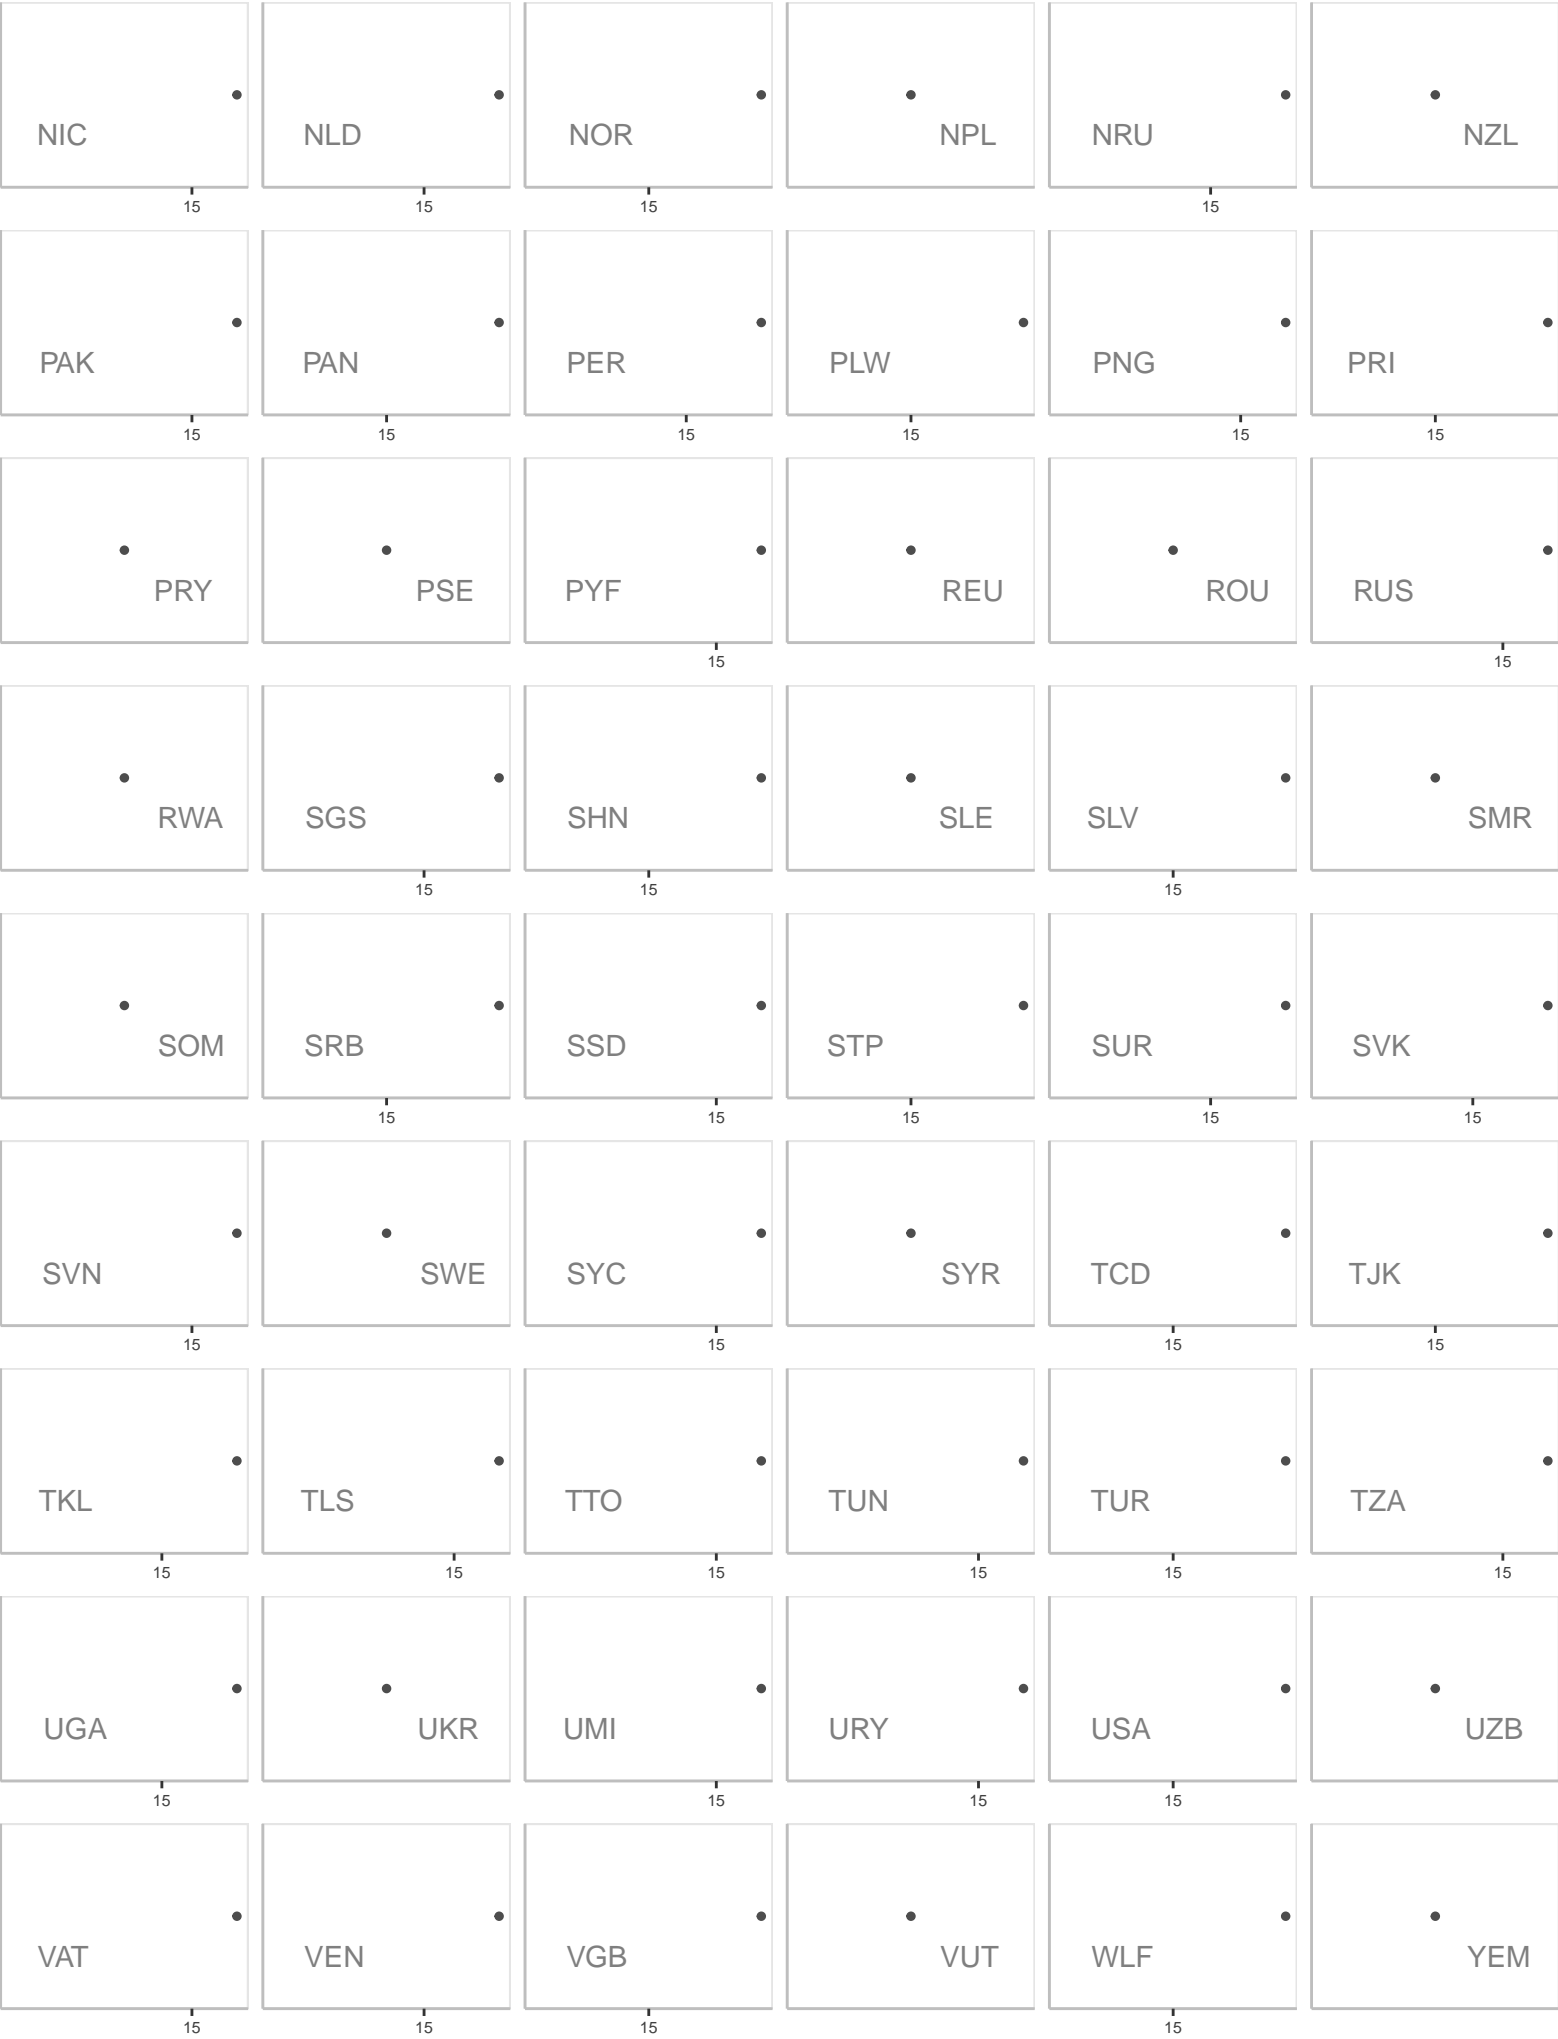 NIC NLD NOR NPL NRU NZL
15 15 15 15
PAK PAN PER PLW PNG PRI
15 15 15 15 15 15
PRY PSE PYF REU ROU RUS
15 15
RWA SGS SHN SLE SLV SMR
15 15 15
SOM SRB SSD STP SUR SVK
15 15 15 15 15
SVN SWE SYC SYR TCD TJK
15 15 15 15
TKL TLS TTO TUN TUR TZA
15 15 15 15 15 15
UGA UKR UMI URY USA UZB
15 15 15 15
VAT VEN VGB VUT WLF YEM
15 15 15 15